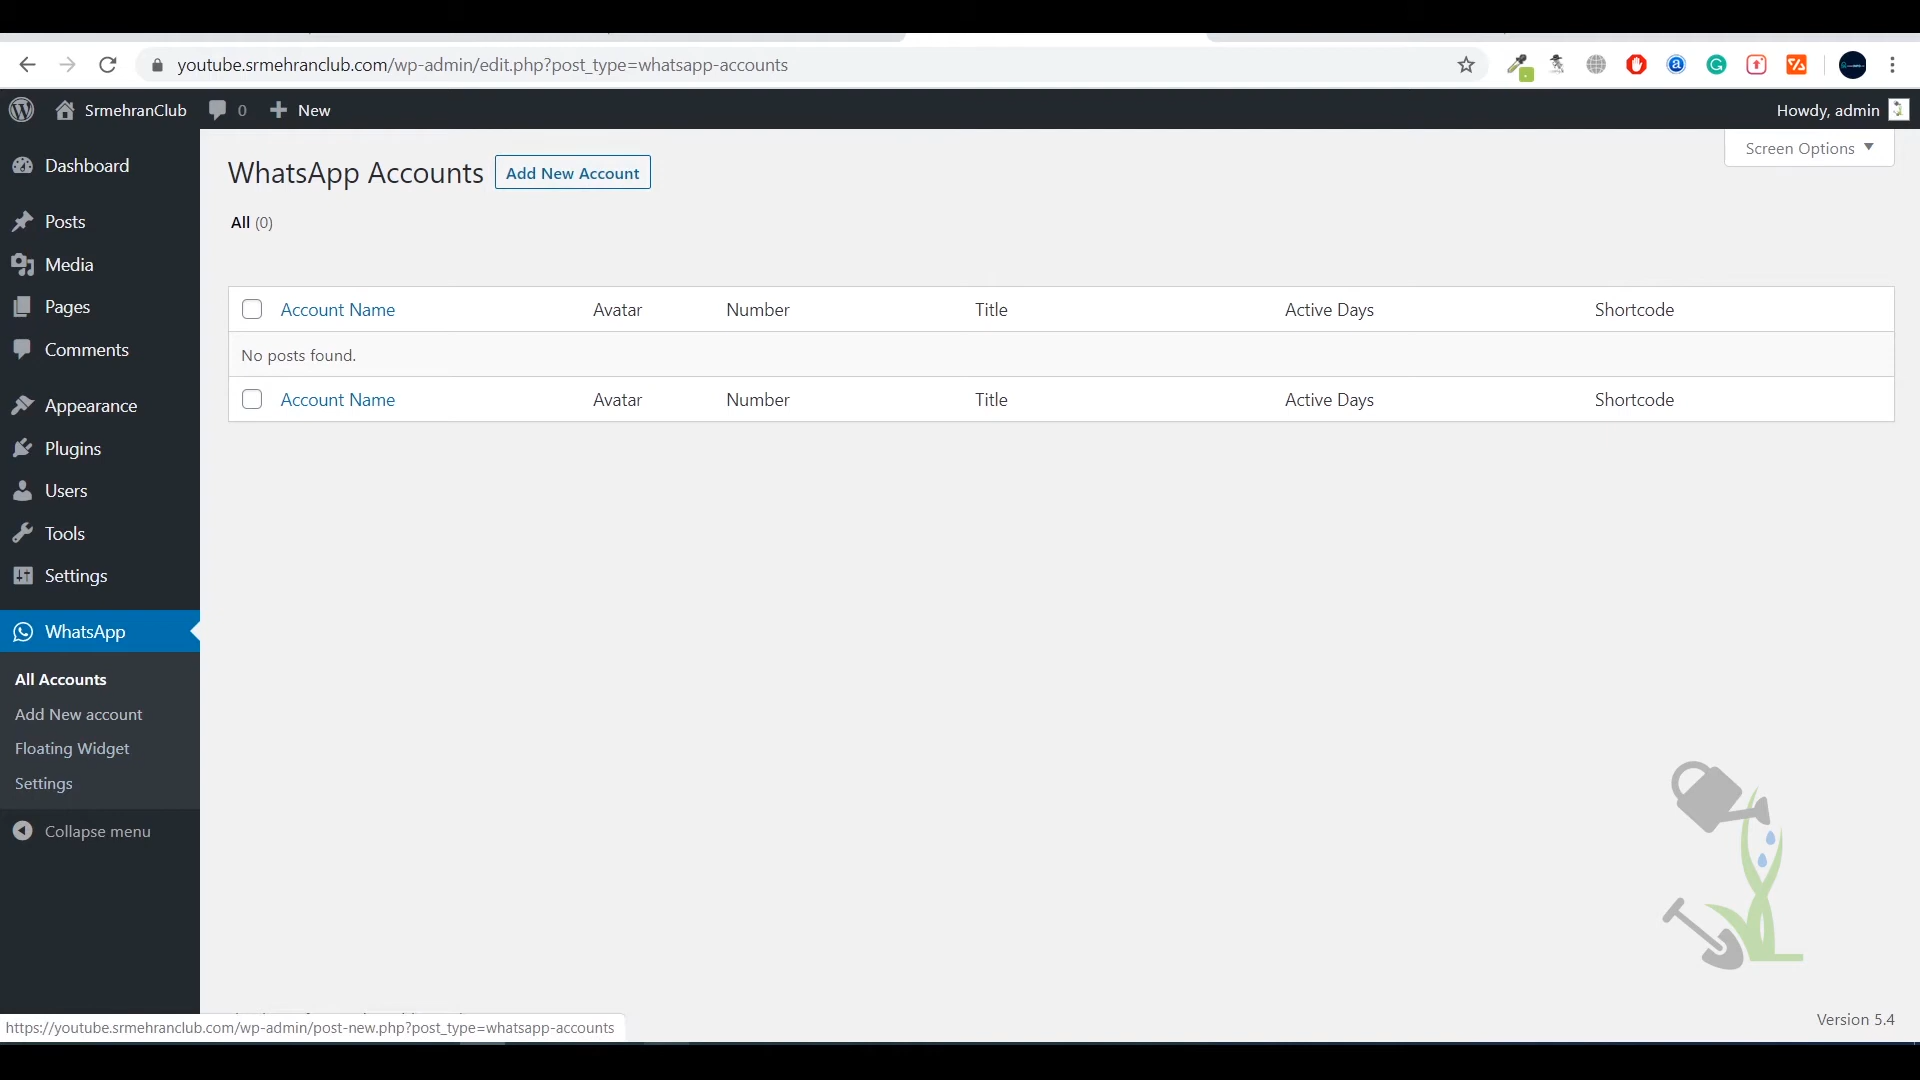 youtube.srmehranclub.com/wp-admin/edit.php?post_type=whatsapp-accounts
SrmehranClub
0
New
Howdy, admin
Screen Options
Dashboard
Posts
Media
Pages
Comments
Appearance
Plugins
Users
Tools
Settings
WhatsApp
All Accounts
Add New account
Floating Widget
Settings
Collapse menu
WhatsApp Accounts
Add New Account
All (0)
Account Name Avatar Number Title Active Days Shortcode
No posts found.
Account Name Avatar Number Title Active Days Shortcode
Version 5.4
https://youtube.srmehranclub.com/wp-admin/post-new.php?post_type=whatsapp-accounts